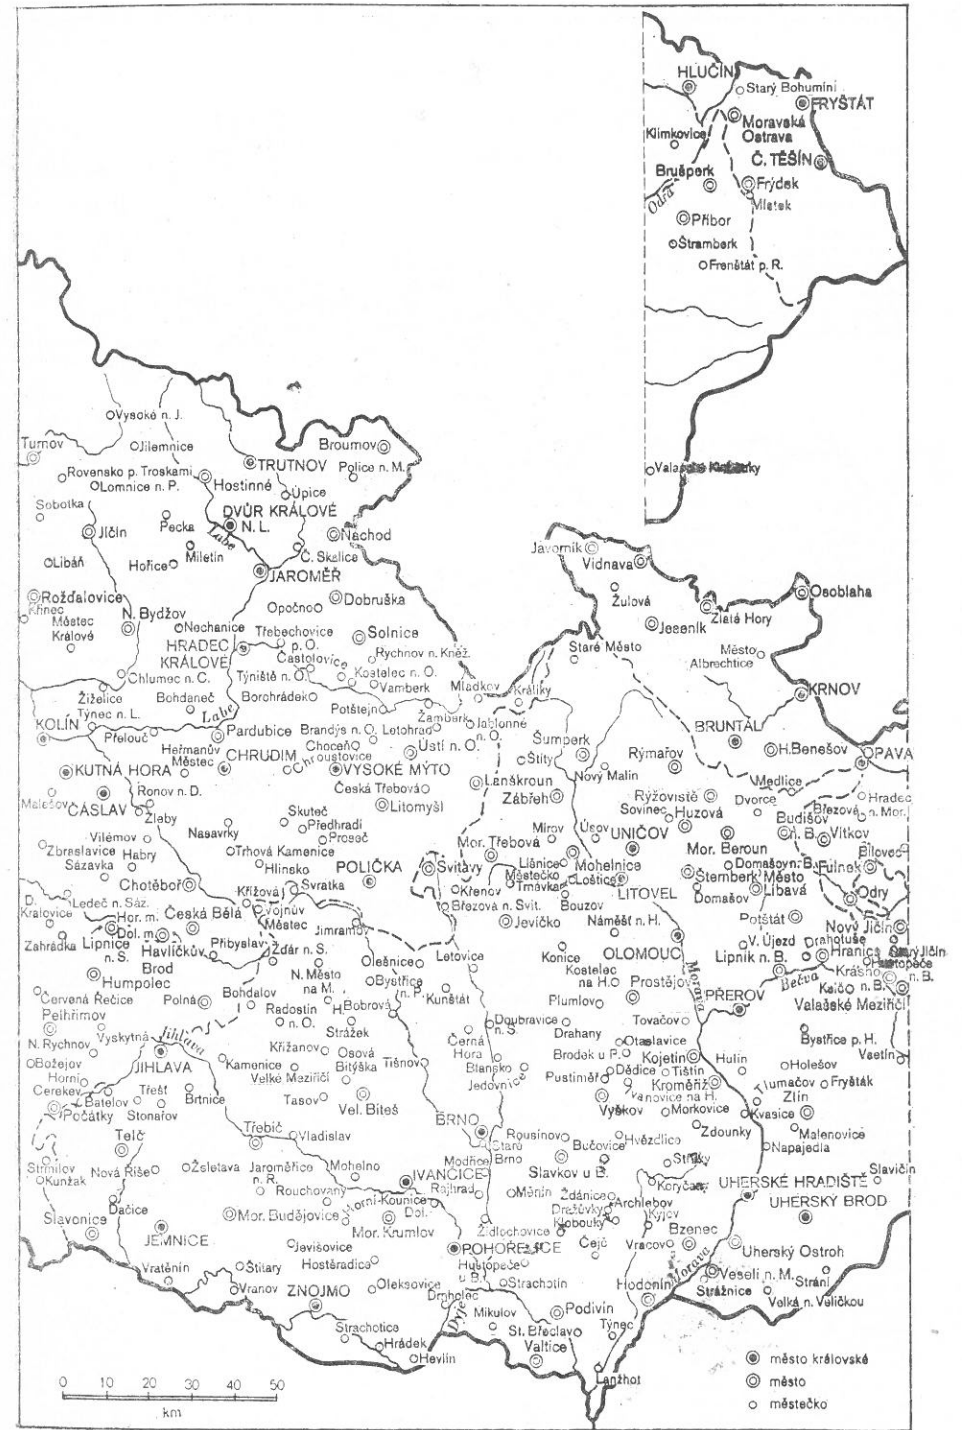 HLUČÍN
Starý Bohumíni
FRYŠTÁT
Moravská
Ostrava
Klimkovice
Č. TĚŠÍN
Brušperk
Frýdek
Místek
Odra
Příbor
Štramberk
Frenštát p. R.
Vysoké n. J.
Turnov
Jilemnice
Broumov
Rovensko p. Troskami
TRUTNOV
Police n. M.
Lomnice n. P.
Hostinné
Úpice
Sobotka
DVŮR KRÁLOVÉ
N. L.
Jičín
Pecka
Labe
Náchod
Miletín
Č. Skalice
Libáň
Hořice
JAROMĚŘ
Javorník
Vidnava
Žulová
Osoblaha
Rožďalovice
Opočno
Dobruška
Křinec
Městec
Králové
N. Bydžov
Nechanice
Třebechovice
p. O.
Solnice
Jeseník
Zlaté Hory
HRADEC
KRÁLOVÉ
Častolovice
Rychnov n. Kněž.
Staré Město
Město
Albrechtice
Chlumec n. C.
Týniště n. O.
Kostelec n. O.
Vamberk
Žiželice
Bohdaneč
Borchrádek
Mladkov
Králíky
KRNOV
Týnec n. L.
Labe
Potštejn
KOLÍN
Přelouč
Pardubice
Brandýs n. O.
Letohrad
Žamberk
Jablonné
n. O.
BRUNTÁL
Heřmanův
Městec
CHRUDIM
Choceň
Ústí n. O.
Šumperk
Rýmařov
H. Benešov
OPAVA
KUTNÁ HORA
Chroustovice
VYSOKÉ MÝTO
Štíty
Nový Malin
Ronov n. D.
Česká Třebová
Lanškroun
Medlice
Malešov
ČÁSLAV
Litomyšl
Zábřeh
Rýžoviště
Dvorce
Hradec
n. Mor.
Žleby
Skuteč
Předhradí
Proseč
Sovinec
Huzová
Březová
Budišov
n. B.
Vítkov
Vilémov
Nasavrky
Mírov
Úsov
UNIČOV
Zbraslavice
Habry
Trhová Kamenice
Mor. Třebová
Mohelnice
Mor. Beroun
Bílovec
Sázavka
Hlinsko
POLIČKA
Svitavy
Líšnice
Městečko
Trnávka
Loštice
Domašov n. B.
Fulnek
Chotěboř
Svratka
Křenov
LITOVEL
Šternberk
Město
Libavá
Odry
Ledeč n. Sáz.
Křížová
Březová n. Svit.
Bouzov
Domašov
D.
Kralovice
Hor. m.
Česká Bělá
Vojnův
Městec
Jimramov
Jevíčko
Náměšť n. H.
Potštát
Nový Jičín
Dol. m.
Zahrádka
Lipnice
n. S.
Havlíčkův
Brod
Přibyslav
Žďár n. S.
Olešnice
Letovice
Konice
OLOMOUC
V. Újezd
Drahotuše
Hranice
Starý Jičín
Lipník n. B.
Hustopeče
n. B.
Humpolec
N. Město
na M.
Bystřice
n. P.
Kostelec
na H.
Prostějov
Morava
Bečva
Krásno
n. B.
Kelč
Červená Řečice
Polná
Bohdalov
Kunštát
Plumlov
PŘEROV
Valašské Meziříčí
Pelhřimov
Radostín
n. O.
H.
Bobrová
Doubravice
n. S.
Tovačov
Vyskytná
Jihlava
Strážek
Drahany
Bystřice p. H.
N. Rychnov
Křižanov
Osová
Bitýška
Černá
Hora
Otaslavice
JIHLAVA
Tišnov
Brodek u P.
Kojetín
Hulín
Vsetín
Božejov
Kamenice
Blansko
Dědice
Tištín
Holešov
Horní
Cerekev
Velké Meziříčí
Jedovnice
Pustiměř
Kroměříž
Fryšták
Batelov
Třešť
Brtnice
Ivanovice na H.
Tlumačov
Počátky
Stonařov
Tasov
Vel. Bíteš
Vyškov
Morkovice
Kvasice
Zlín
Telč
Třebíč
Vladislav
BRNO
Rousínov
Hvězdlice
Zdounky
Malenovice
Staré
Brno
Bučovice
Napajedla
Strmilov
Nová Říše
Želetava
Jaroměřice
n. R.
Mohelno
Modřice
Slavkov u B.
Střílky
Slavičín
Kunžak
Rouchovany
IVANČICE
Rajhrad
Koryčany
UHERSKÉ HRADIŠTĚ
Dačice
Horní-Kounice
Dol.
Měnín
Ždánice
Archlebov
UHERSKÝ BROD
Slavonice
Mor. Budějovice
Dražůvky
Klobouky
Kyjov
JEMNICE
Mor. Krumlov
Židlochovice
Bzenec
Jevišovice
POHOŘELICE
Čejč
Vracov
Uherský Ostroh
Vratěnín
Štítary
Hostěradice
Hustopeče
u B.
Morava
Veselí n. M.
Strání
Vranov
ZNOJMO
Oleksovice
Strachotín
Hodonín
Strážnice
Velká n. Veličkou
Drnholec
Dyje
Mikulov
Podivín
Strachotice
St. Břeclav
Týnec
Hrádek
Valtice
Hevlín
Lanžhot
město královské
město
městečko
0 10 20 30 40 50
km